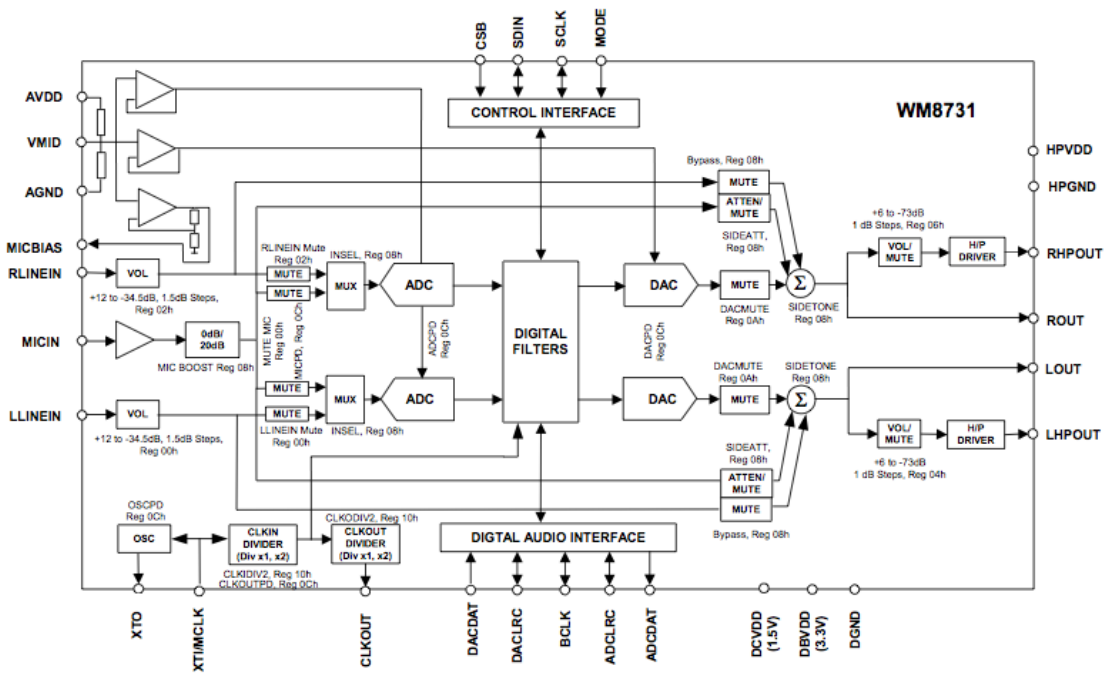 CSB
SDIN
SCLK
MODE
AVDD
VMID
AGND
MICBIAS
RLINEIN
MICIN
LLINEIN
CONTROL INTERFACE
WM8731
HPVDD
HPGND
RHPOUT
ROUT
LOUT
LHPOUT
Bypass, Reg 08h
MUTE
ATTEN/
MUTE
SIDEATT,
Reg 08h
+6 to -73dB
1 dB Steps, Reg 06h
VOL/
MUTE
H/P
DRIVER
VOL
+12 to -34.5dB, 1.5dB Steps,
Reg 02h
RLINEIN Mute
Reg 02h
MUTE
MUTE
INSEL, Reg 08h
MUX
ADC
DIGITAL
FILTERS
DAC
MUTE
DACMUTE
Reg 0Ah
Σ
SIDETONE
Reg 08h
0dB/
20dB
MIC BOOST Reg 08h
MUTE MIC
Reg 00h
MICPD, Reg 0Ch
ADCPD
Reg 0Ch
DACPD
Reg 0Ch
VOL
+12 to -34.5dB, 1.5dB Steps,
Reg 00h
MUTE
MUTE
LLINEIN Mute
Reg 00h
MUX
INSEL, Reg 08h
ADC
DAC
DACMUTE
Reg 0Ah
MUTE
SIDETONE
Reg 08h
Σ
VOL/
MUTE
H/P
DRIVER
+6 to -73dB
1 dB Steps, Reg 04h
SIDEATT,
Reg 08h
ATTEN/
MUTE
MUTE
Bypass, Reg 08h
OSCPD
Reg 0Ch
OSC
CLKIN
DIVIDER
(Div x1, x2)
CLKIDIV2, Reg 10h
CLKOUTPD, Reg 0Ch
CLKODIV2, Reg 10h
CLKOUT
DIVIDER
(Div x1, x2)
DIGTAL AUDIO INTERFACE
XTO
XTI/MCLK
CLKOUT
DACDAT
DACLRC
BCLK
ADCLRC
ADCDAT
DCVDD
(1.5V)
DBVDD
(3.3V)
DGND